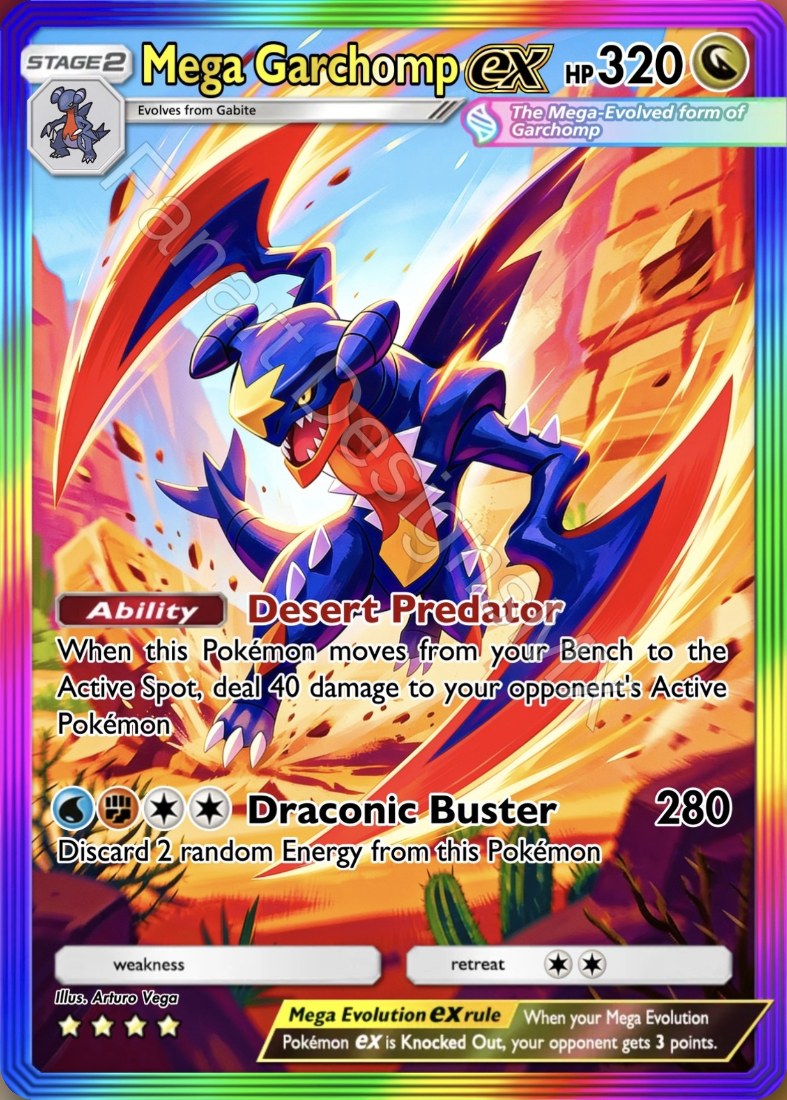 STAGE2 Mega Garchomp ex HP320
Evolves from Gabite
The Mega-Evolved form of
Garchomp
Ability Desert Predator
When this Pokémon moves from your Bench to the
Active Spot, deal 40 damage to your opponent's Active
Pokémon
Draconic Buster 280
Discard 2 random Energy from this Pokémon
weakness retreat
Illus. Arturo Vega
Mega Evolution ex rule When your Mega Evolution
Pokémon ex is Knocked Out, your opponent gets 3 points.
Fanart Designs